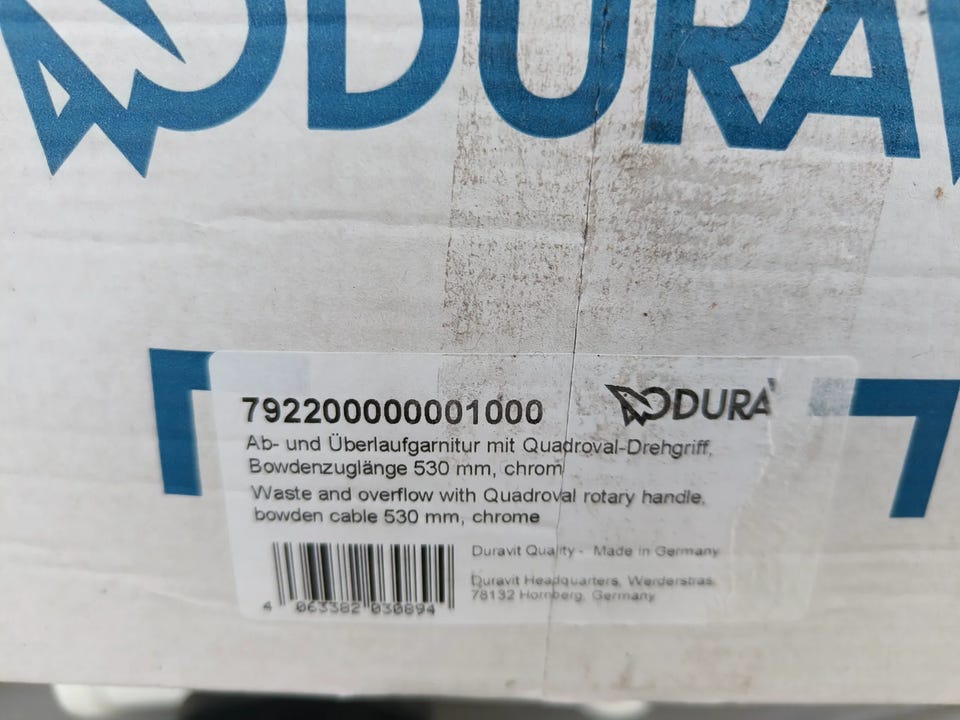 DURAV
792200000001000
DURA
Ab- und Überlaufgarnitur mit Quadroval-Drehgriff,
Bowdenzuglänge 530 mm, chrom
Waste and overflow with Quadroval rotary handle,
bowden cable 530 mm, chrome
Duravit Quality - Made in Germany
Duravit Headquarters, Werderstras
78132 Hornberg, Germany
4 063382 030894